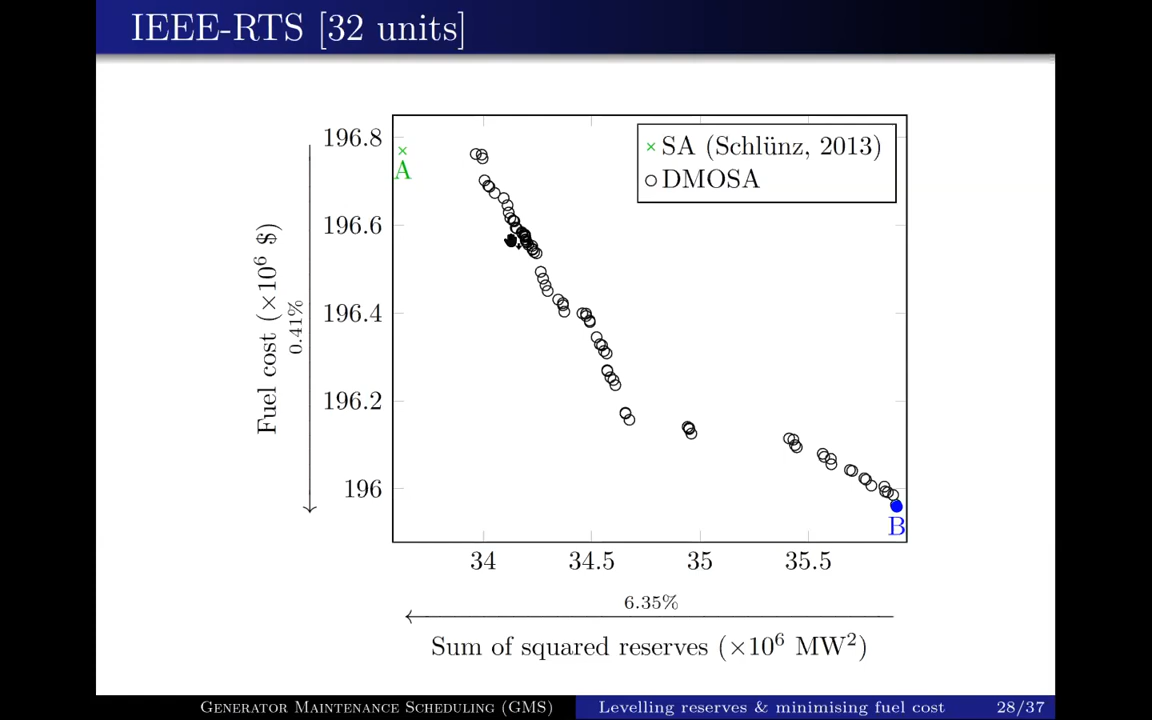 IEEE-RTS [32 units]
× SA (Schlünz, 2013)
DMOSA
196.8
196.6
196.4
196.2
196
A
B
Fuel cost (×10⁶ $)
0.41%
34 34.5 35 35.5
6.35%
Sum of squared reserves (×10⁶ MW²)
GENERATOR MAINTENANCE SCHEDULING (GMS) Levelling reserves & minimising fuel cost 28/37